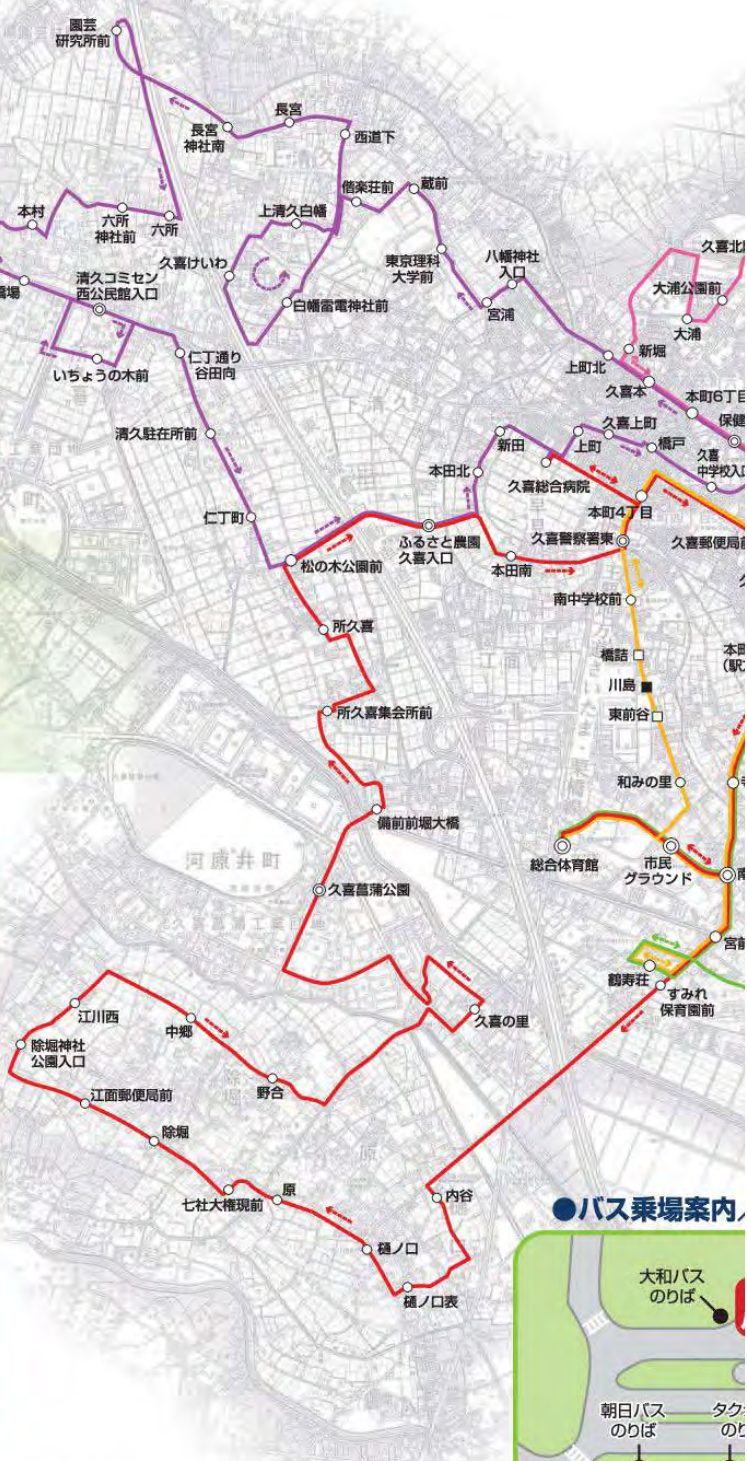 園芸
研究所前
長宮
長宮
神社南
西道下
上清久
本村
六所
神社前
六所
上清久白幡
偕楽荘前
蔵前
久喜けいわ
東京理科
大学前
八幡神社
入口
清久コミセン
西公民館入口
白幡雷電神社前
宮浦
大浦公園前
大浦
新堀
上町北
久喜本
いちょうの木前
仁丁通り
谷田向
本町6丁目
清久駐在所前
新田
上町
久喜上町
橋戸
久喜
中学校入口
本田北
久喜総合病院
仁丁町
本町4丁目
松の木公園前
ふるさと農園
久喜入口
本田南
久喜警察署東
久喜郵便局前
所久喜
南中学校前
江面
橋詰
川島
東前谷
所久喜集会所前
和みの里
備前前堀大橋
河原井町
総合体育館
市民
グラウンド
久喜菖蒲公園
久喜菖蒲工業団地
鶴寿荘
すみれ
保育園前
久喜の里
江川西
中郷
除堀神社
公園入口
野合
除堀
江面郵便局前
除堀
原
七社大権現前
原
内谷
樋ノ口
樋ノ口表
●バス乗場案内
大和バス
のりば
朝日バス
のりば